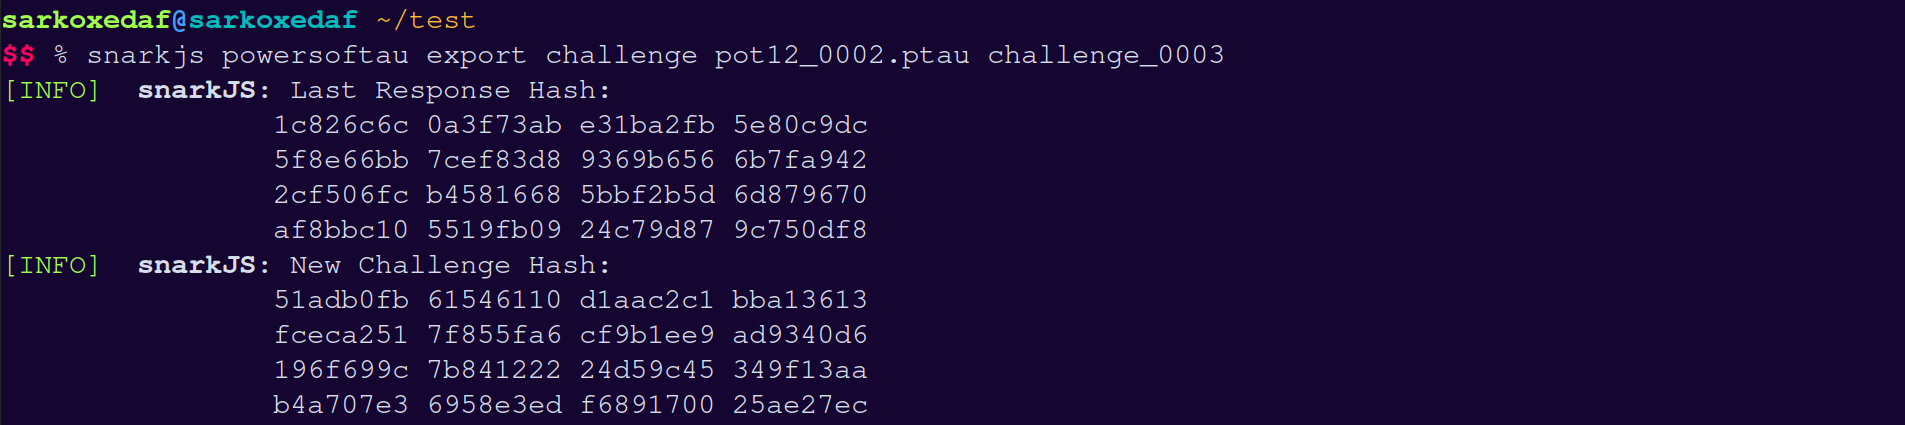 sarkoxedaf@sarkoxedaf ~/test
$$ % snarkjs powersoftau export challenge pot12_0002.ptau challenge_0003
[INFO]  snarkJS: Last Response Hash:
1c826c6c 0a3f73ab e31ba2fb 5e80c9dc
5f8e66bb 7cef83d8 9369b656 6b7fa942
2cf506fc b4581668 5bbf2b5d 6d879670
af8bbc10 5519fb09 24c79d87 9c750df8
[INFO]  snarkJS: New Challenge Hash:
51adb0fb 61546110 d1aac2c1 bba13613
fceca251 7f855fa6 cf9b1ee9 ad9340d6
196f699c 7b841222 24d59c45 349f13aa
b4a707e3 6958e3ed f6891700 25ae27ec